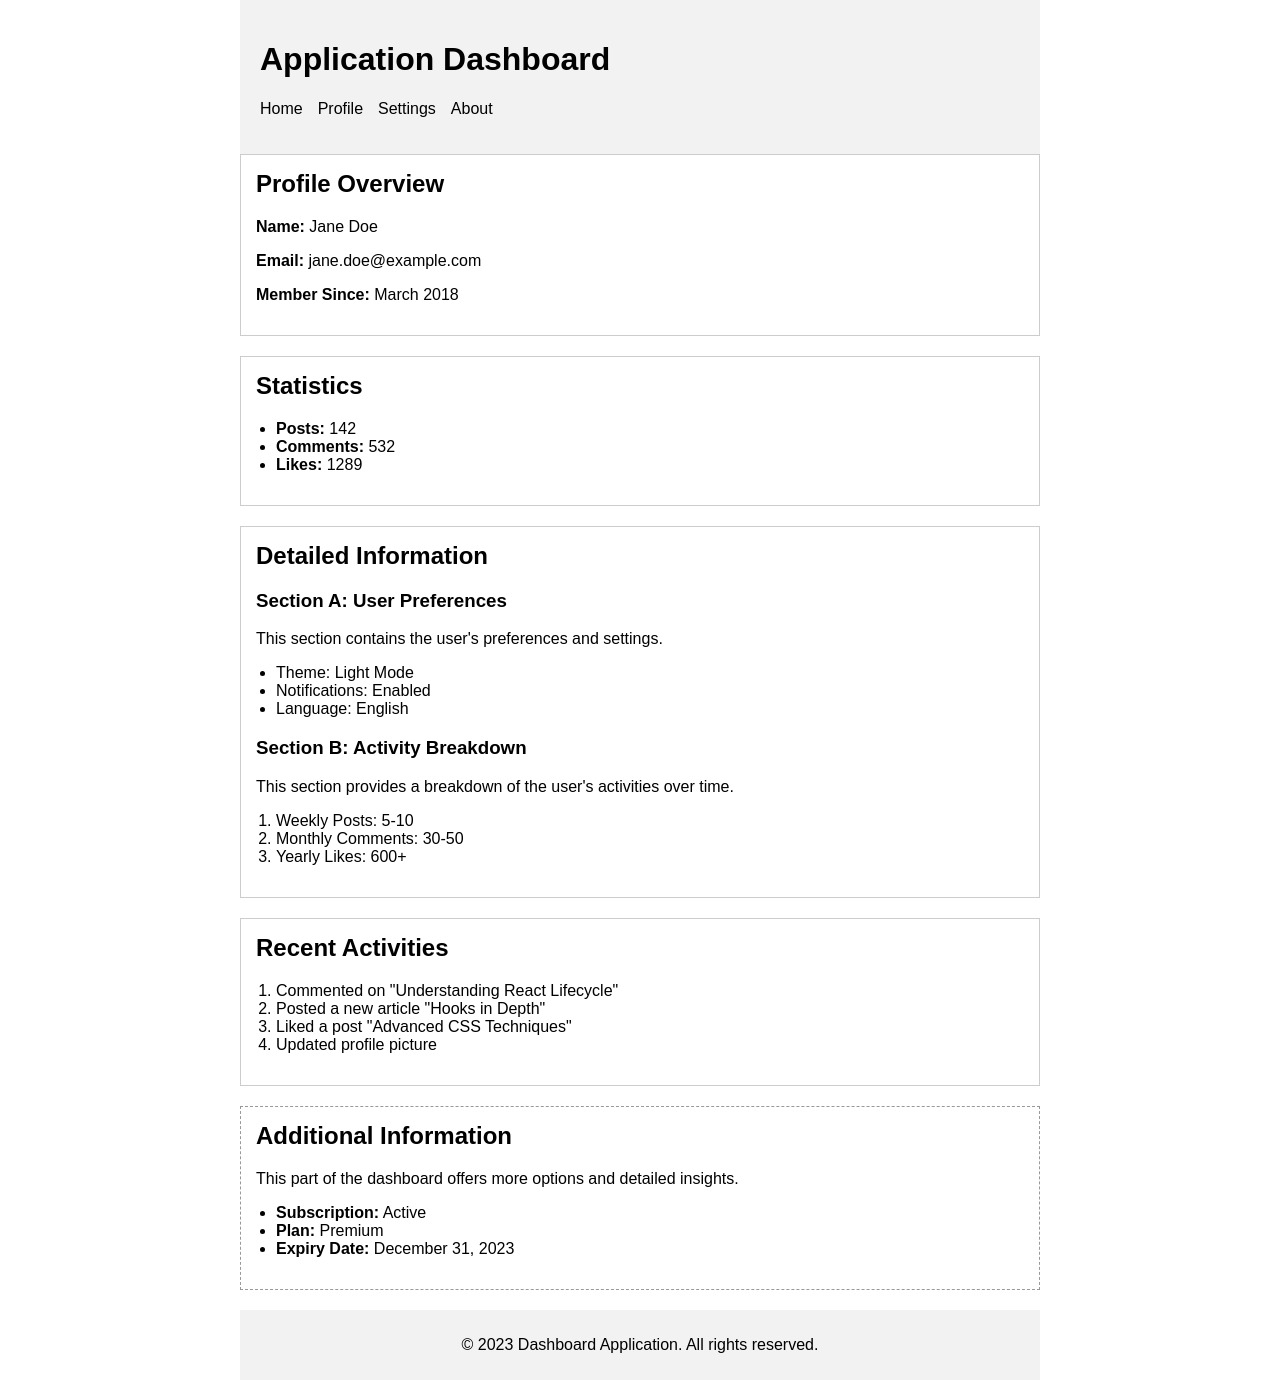 Application Dashboard
Home Profile Settings About
Profile Overview
Name: Jane Doe
Email: jane.doe@example.com
Member Since: March 2018
Statistics
• Posts: 142
• Comments: 532
• Likes: 1289
Detailed Information
Section A: User Preferences
This section contains the user's preferences and settings.
• Theme: Light Mode
• Notifications: Enabled
• Language: English
Section B: Activity Breakdown
This section provides a breakdown of the user's activities over time.
1. Weekly Posts: 5-10
2. Monthly Comments: 30-50
3. Yearly Likes: 600+
Recent Activities
1. Commented on "Understanding React Lifecycle"
2. Posted a new article "Hooks in Depth"
3. Liked a post "Advanced CSS Techniques"
4. Updated profile picture
Additional Information
This part of the dashboard offers more options and detailed insights.
• Subscription: Active
• Plan: Premium
• Expiry Date: December 31, 2023
© 2023 Dashboard Application. All rights reserved.